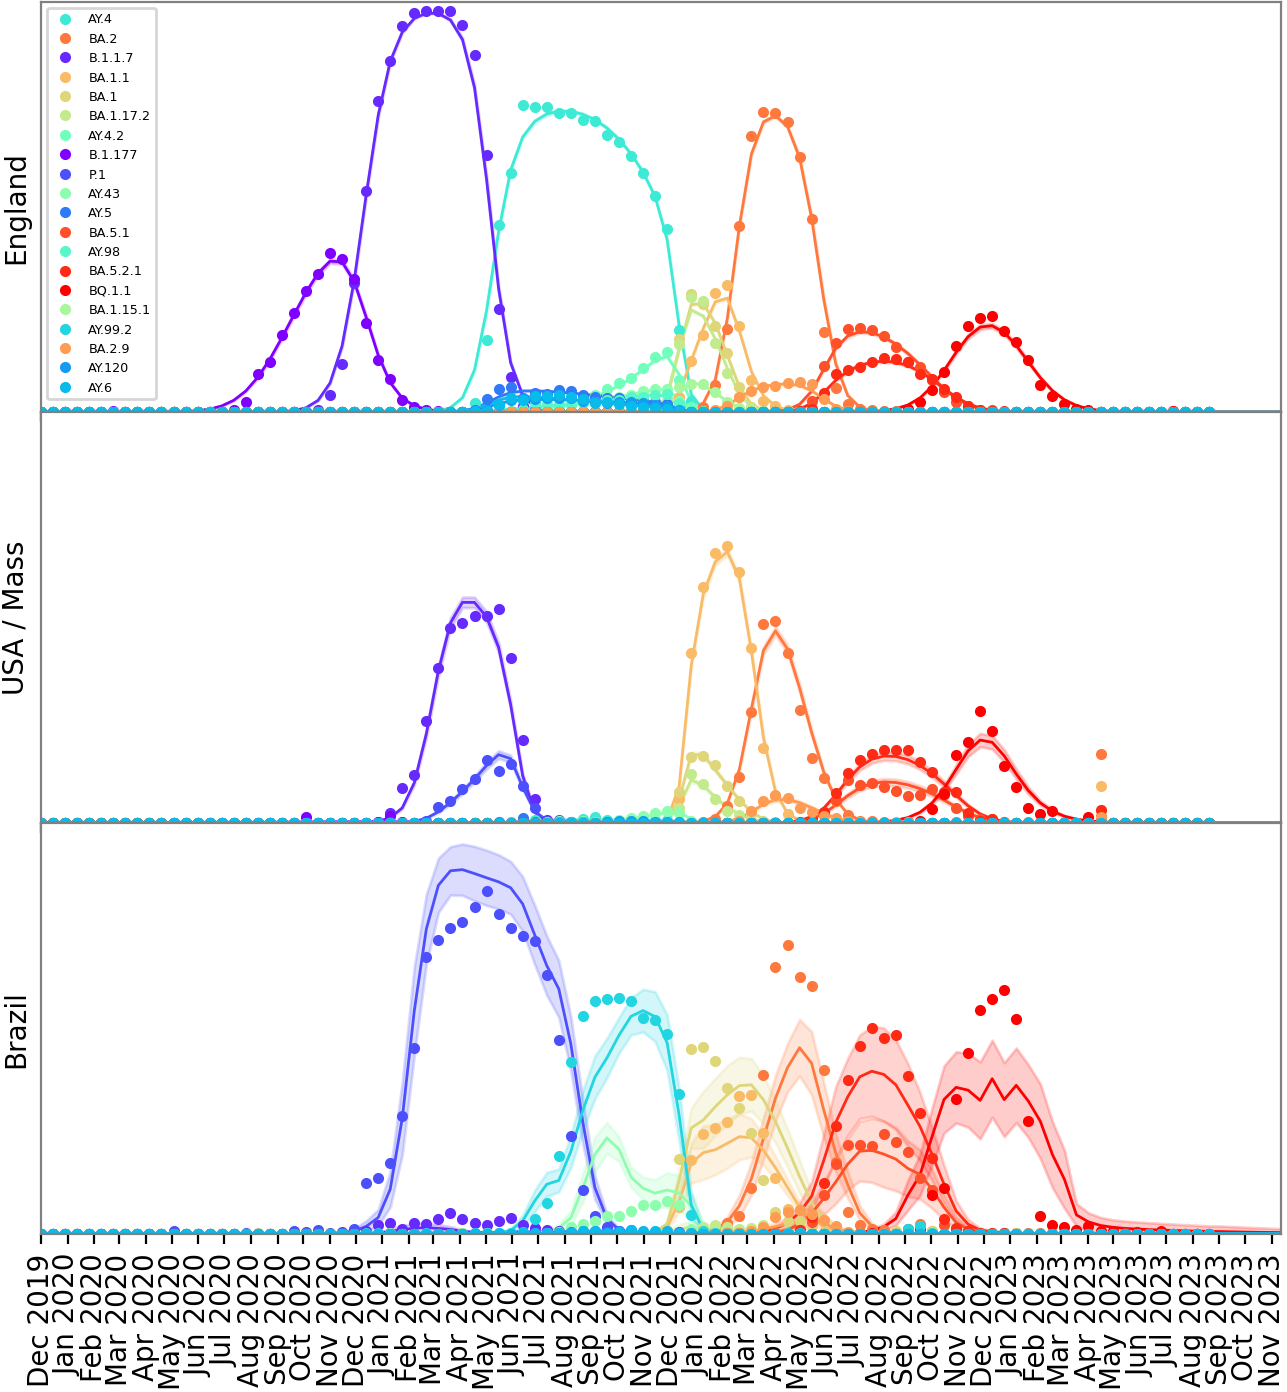 AY.4
BA.2
B.1.1.7
BA.1.1
BA.1
BA.1.17.2
AY.4.2
B.1.177
P.1
AY.43
AY.5
BA.5.1
AY.98
BA.5.2.1
BQ.1.1
BA.1.15.1
AY.99.2
BA.2.9
AY.120
AY.6
England
USA / Mass
Brazil
Dec 2019
Jan 2020
Feb 2020
Mar 2020
Apr 2020
May 2020
Jun 2020
Jul 2020
Aug 2020
Sep 2020
Oct 2020
Nov 2020
Dec 2020
Jan 2021
Feb 2021
Mar 2021
Apr 2021
May 2021
Jun 2021
Jul 2021
Aug 2021
Sep 2021
Oct 2021
Nov 2021
Dec 2021
Jan 2022
Feb 2022
Mar 2022
Apr 2022
May 2022
Jun 2022
Jul 2022
Aug 2022
Sep 2022
Oct 2022
Nov 2022
Dec 2022
Jan 2023
Feb 2023
Mar 2023
Apr 2023
May 2023
Jun 2023
Jul 2023
Aug 2023
Sep 2023
Oct 2023
Nov 2023